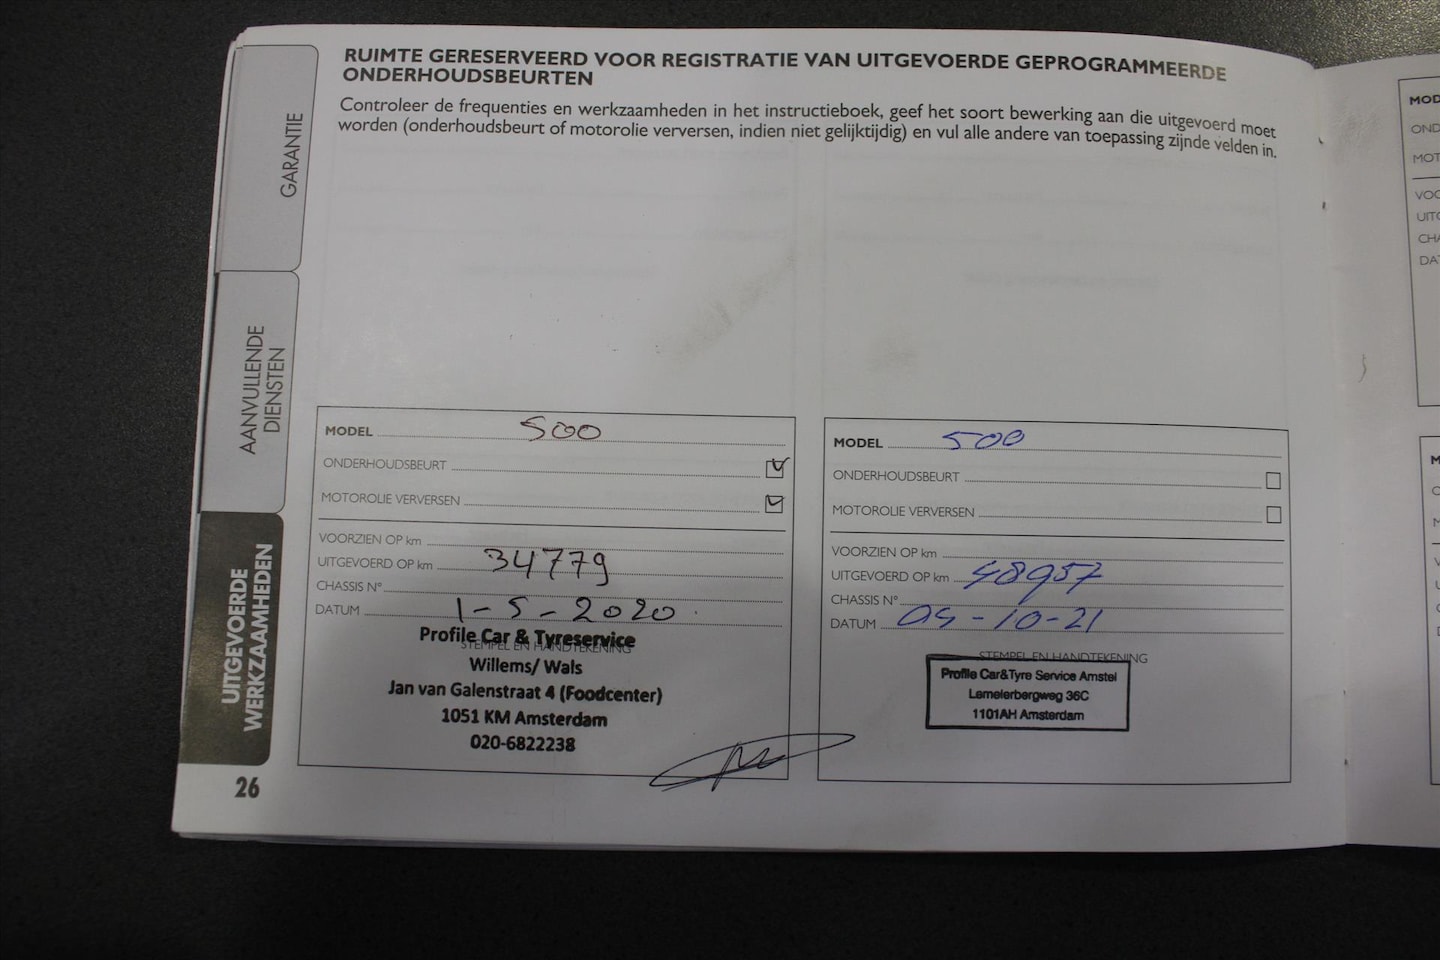 RUIMTE GERESERVEERD VOOR REGISTRATIE VAN UITGEVOERDE GEPROGRAMMEERDE
ONDERHOUDSBEURTEN
Controleer de frequenties en werkzaamheden in het instructieboek, geef het soort bewerking aan die uitgevoerd moet
worden (onderhoudsbeurt of motorolie verversen, indien niet gelijktijdig) en vul alle andere van toepassing zijnde velden in.
GARANTIE
AANVULLENDE
DIENSTEN
UITGEVOERDE
WERKZAAMHEDEN
26
MODEL 500
ONDERHOUDSBEURT
MOTOROLIE VERVERSEN
VOORZIEN OP km
UITGEVOERD OP km 34779
CHASSIS N°
DATUM 1-5-2020
STEMPEL EN HANDTEKENING
Profile Car & Tyreservice
Willems/ Wals
Jan van Galenstraat 4 (Foodcenter)
1051 KM Amsterdam
020-6822238
MODEL 500
ONDERHOUDSBEURT
MOTOROLIE VERVERSEN
VOORZIEN OP km
UITGEVOERD OP km 48957
CHASSIS N°
DATUM -10-21
STEMPEL EN HANDTEKENING
Profile Car&Tyre Service Amstel
Lemelerbergweg 36C
1101AH Amsterdam